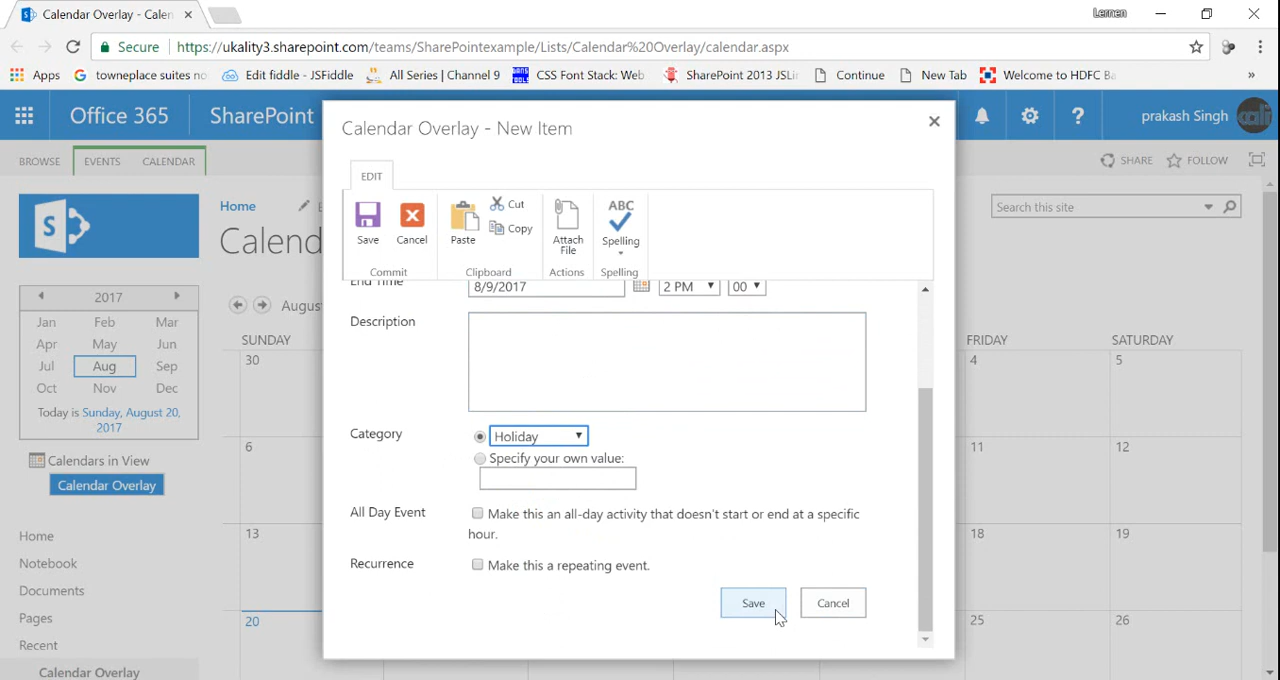 Calendar Overlay - Calen
Lernen
Secure
https://ukality3.sharepoint.com/teams/SharePointexample/Lists/Calendar%20Overlay/calendar.aspx
Apps
towneplace suites no
Edit fiddle - JSFiddle
All Series | Channel 9
CSS Font Stack: Web
SharePoint 2013 JSLi
Continue
New Tab
Welcome to HDFC Ba
»
Office 365
SharePoint
?
prakash Singh
BROWSE
EVENTS
CALENDAR
SHARE
FOLLOW
Home
Calend
Search this site
2017
Jan Feb Mar
Apr May Jun
Jul Aug Sep
Oct Nov Dec
Today is Sunday, August 20,
2017
Calendars in View
Calendar Overlay
Home
Notebook
Documents
Pages
Recent
Calendar Overlay
August
SUNDAY
FRIDAY
SATURDAY
30
4
5
6
11
12
13
18
19
20
25
26
Calendar Overlay - New Item
EDIT
Save
Cancel
Commit
Paste
Cut
Copy
Clipboard
Attach
File
Actions
ABC
Spelling
Spelling
End Time
8/9/2017
2 PM
00
Description
Category
Holiday
Specify your own value:
All Day Event
Make this an all-day activity that doesn't start or end at a specific
hour.
Recurrence
Make this a repeating event.
Save
Cancel